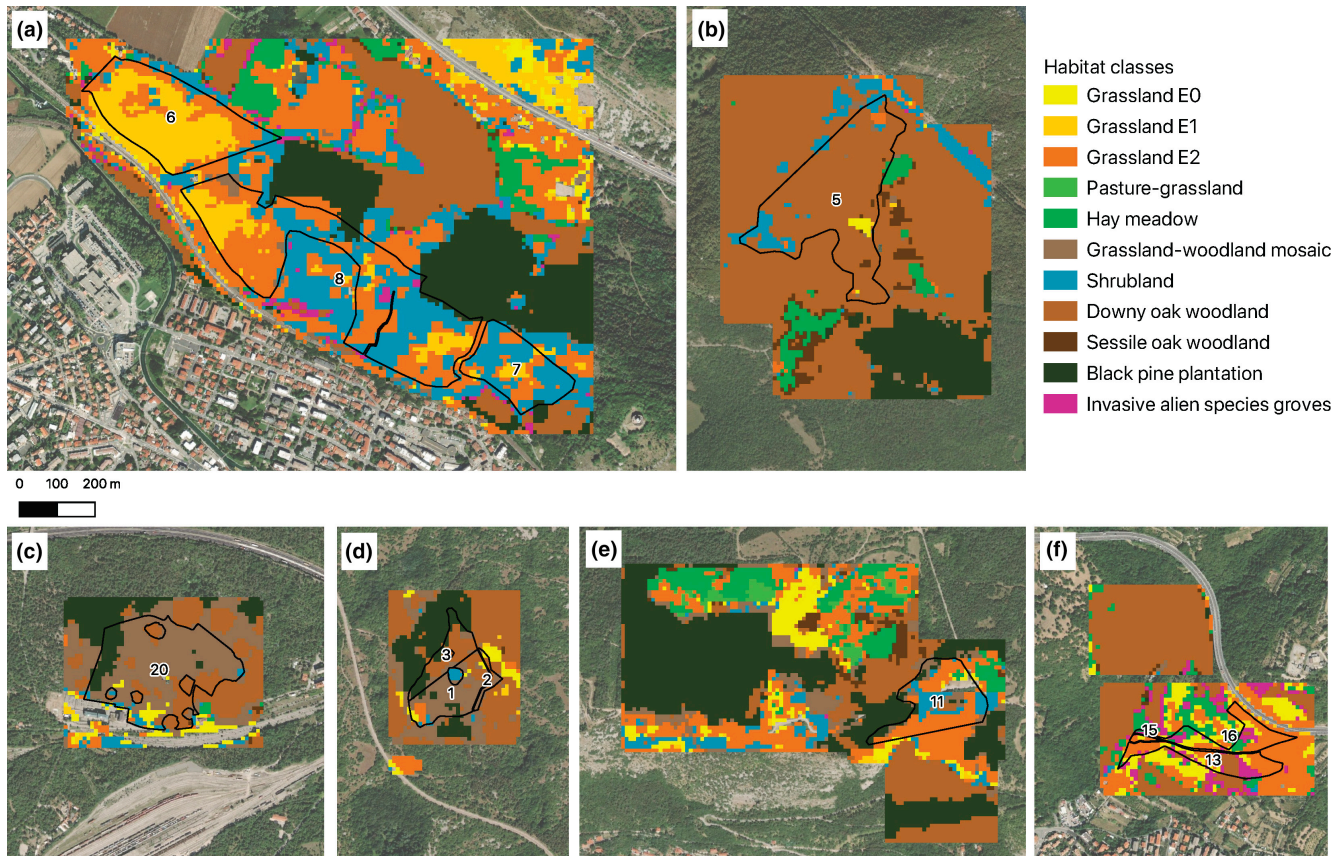 (a)
6
8
7
(b)
5
Habitat classes
Grassland E0
Grassland E1
Grassland E2
Pasture-grassland
Hay meadow
Grassland–woodland mosaic
Shrubland
Downy oak woodland
Sessile oak woodland
Black pine plantation
Invasive alien species groves
0 100 200 m
(c)
20
(d)
3
2
1
(e)
11
(f)
15
16
13